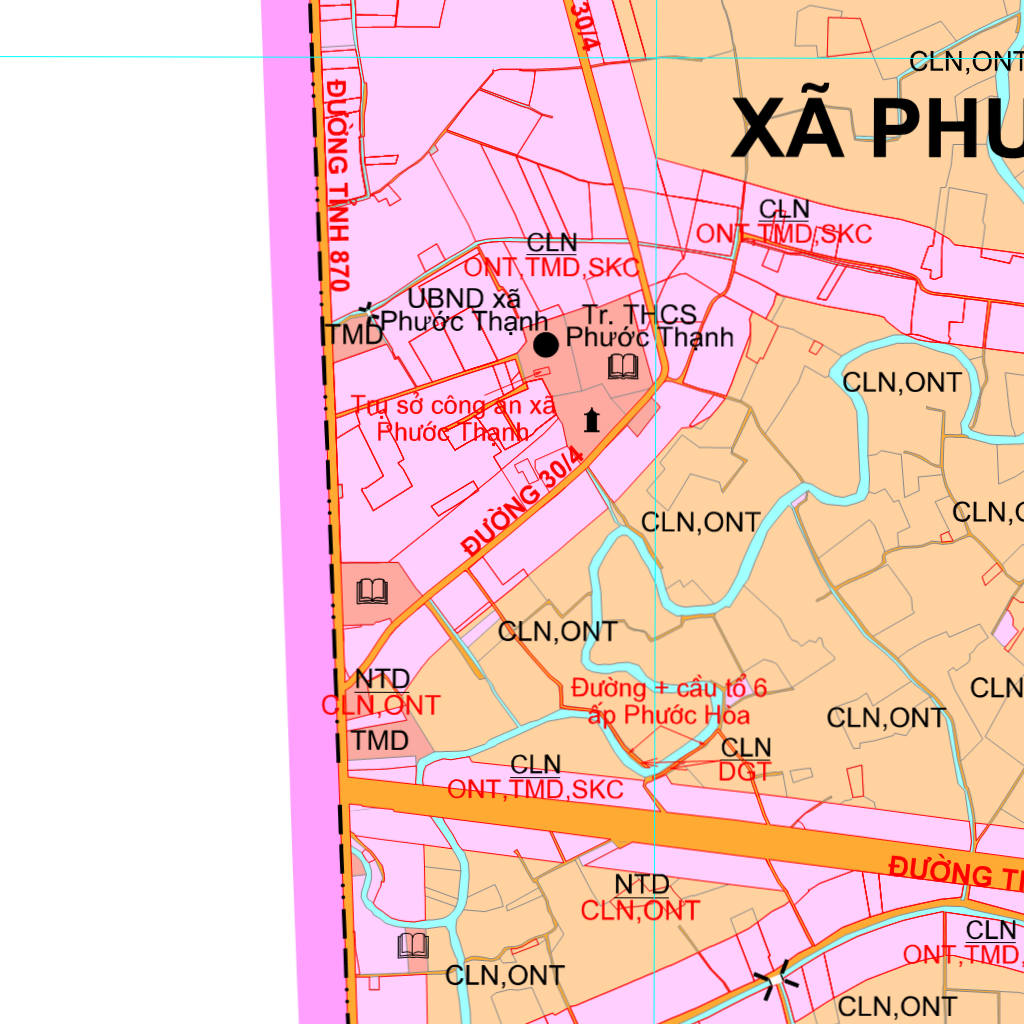 30/4
CLN,ONT
XÃ PHƯ
ĐƯỜNG TỈNH 870
CLN
ONT,TMD,SKC
CLN
ONT,TMD,SKC
UBND xã
Phước Thạnh
TMD
Tr. THCS
Phước Thạnh
CLN,ONT
Trụ sở công an xã
Phước Thạnh
ĐƯỜNG 30/4
CLN,ONT
CLN,
CLN,ONT
NTD
CLN,ONT
TMD
Đường + cầu tổ 6
ấp Phước Hòa
CLN
CLN,ONT
CLN
DGT
CLN
ONT,TMD,SKC
ĐƯỜNG
NTD
CLN,ONT
CLN
ONT,TMD,
CLN,ONT
CLN,ONT